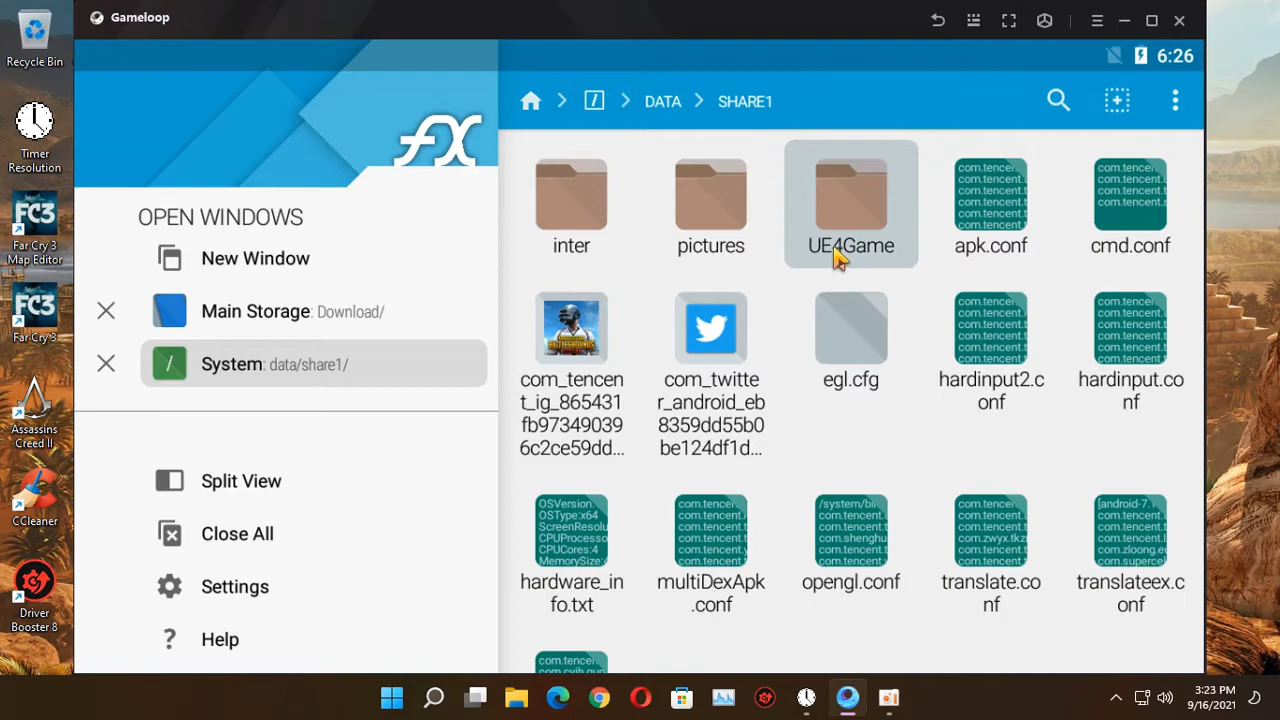 Gameloop
Recycle Bin
Timer
Resolution
Far Cry 3
Map Editor
Far Cry 3
Assassins
Creed II
CCleaner
Driver
Booster 8
FX
OPEN WINDOWS
New Window
Main Storage: Download/
System: data/share1/
Split View
Close All
Settings
Help
6:26
/ DATA SHARE1
inter
pictures
UE4Game
apk.conf
cmd.conf
com_tencen
t_ig_865431
fb97349039
6c2ce59dd...
com_twitte
r_android_eb
8359dd55b0
be124df1d...
egl.cfg
hardinput2.c
onf
hardinput.co
nf
hardware_in
fo.txt
multiDexApk
.conf
opengl.conf
translate.co
nf
translateex.c
onf
3:23 PM
9/16/2021